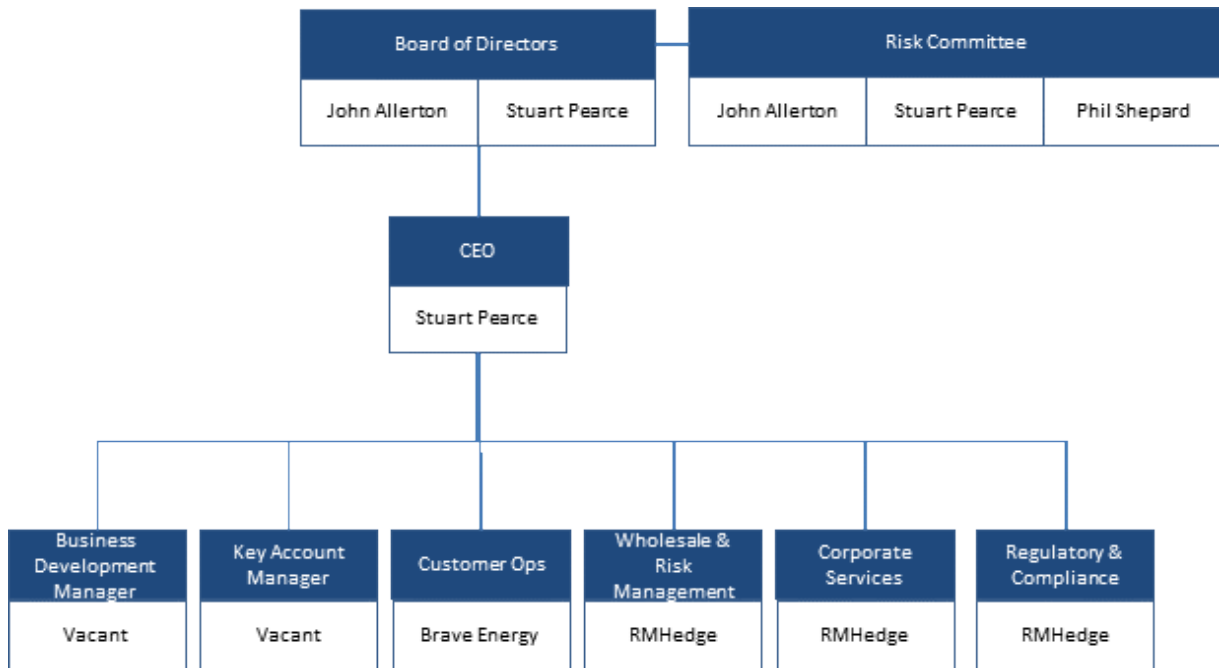 Board of Directors
Risk Committee
John Allerton
Stuart Pearce
John Allerton
Stuart Pearce
Phil Shepard
CEO
Stuart Pearce
Business
Development
Manager
Key Account
Manager
Customer Ops
Wholesale &
Risk
Management
Corporate
Services
Regulatory &
Compliance
Vacant
Vacant
Brave Energy
RMHedge
RMHedge
RMHedge